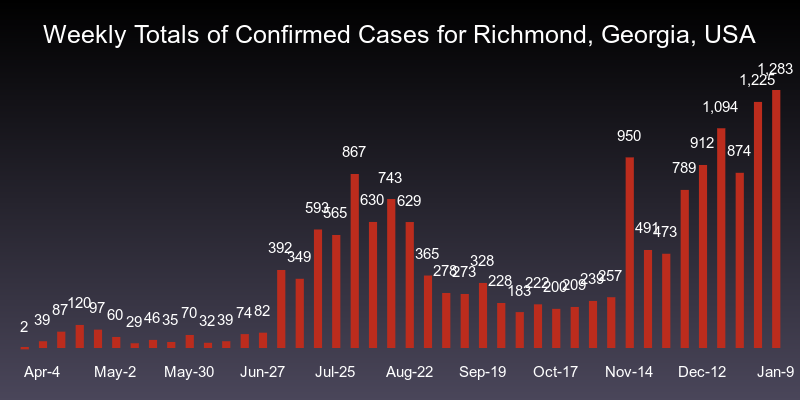 Weekly Totals of Confirmed Cases for Richmond, Georgia, USA
2 39 87 120 97 60 29 46 35 70 32 39 74 82 392 349 593 565 867 630 743 629 365 278 273 328 228 183 222 200 209 239 257 950 491 473 789 912 1,094 874 1,225 1,283
Apr-4 May-2 May-30 Jun-27 Jul-25 Aug-22 Sep-19 Oct-17 Nov-14 Dec-12 Jan-9